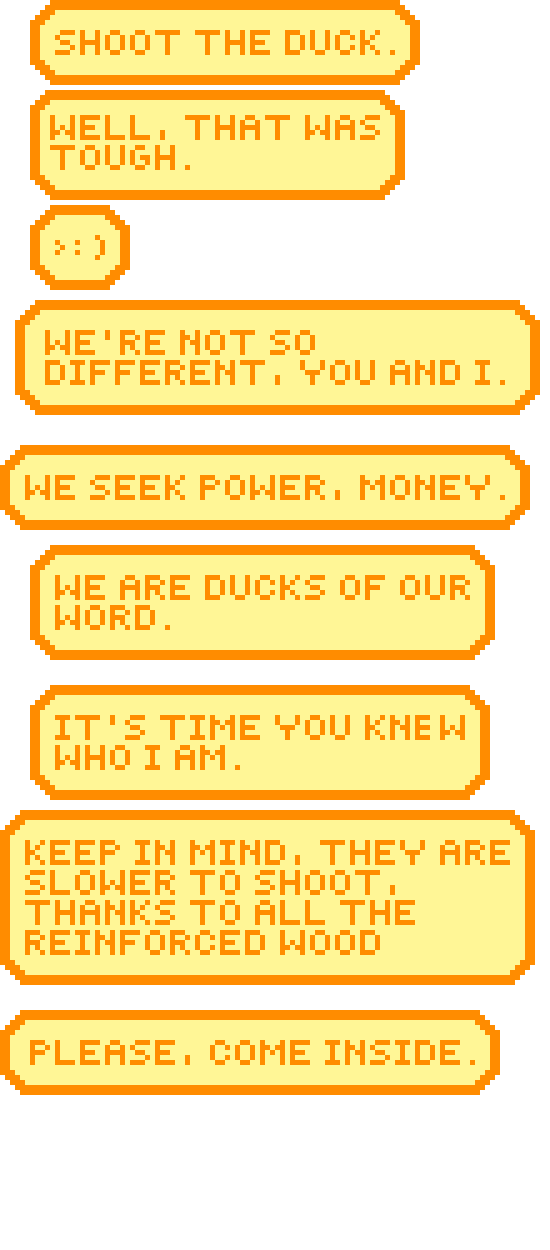 SHOOT THE DUCK.
WELL, THAT WAS
TOUGH.
>:)
WE'RE NOT SO
DIFFERENT, YOU AND I.
WE SEEK POWER, MONEY.
WE ARE DUCKS OF OUR
WORD.
IT'S TIME YOU KNEW
WHO I AM.
KEEP IN MIND, THEY ARE
SLOWER TO SHOOT,
THANKS TO ALL THE
REINFORCED WOOD
PLEASE, COME INSIDE.